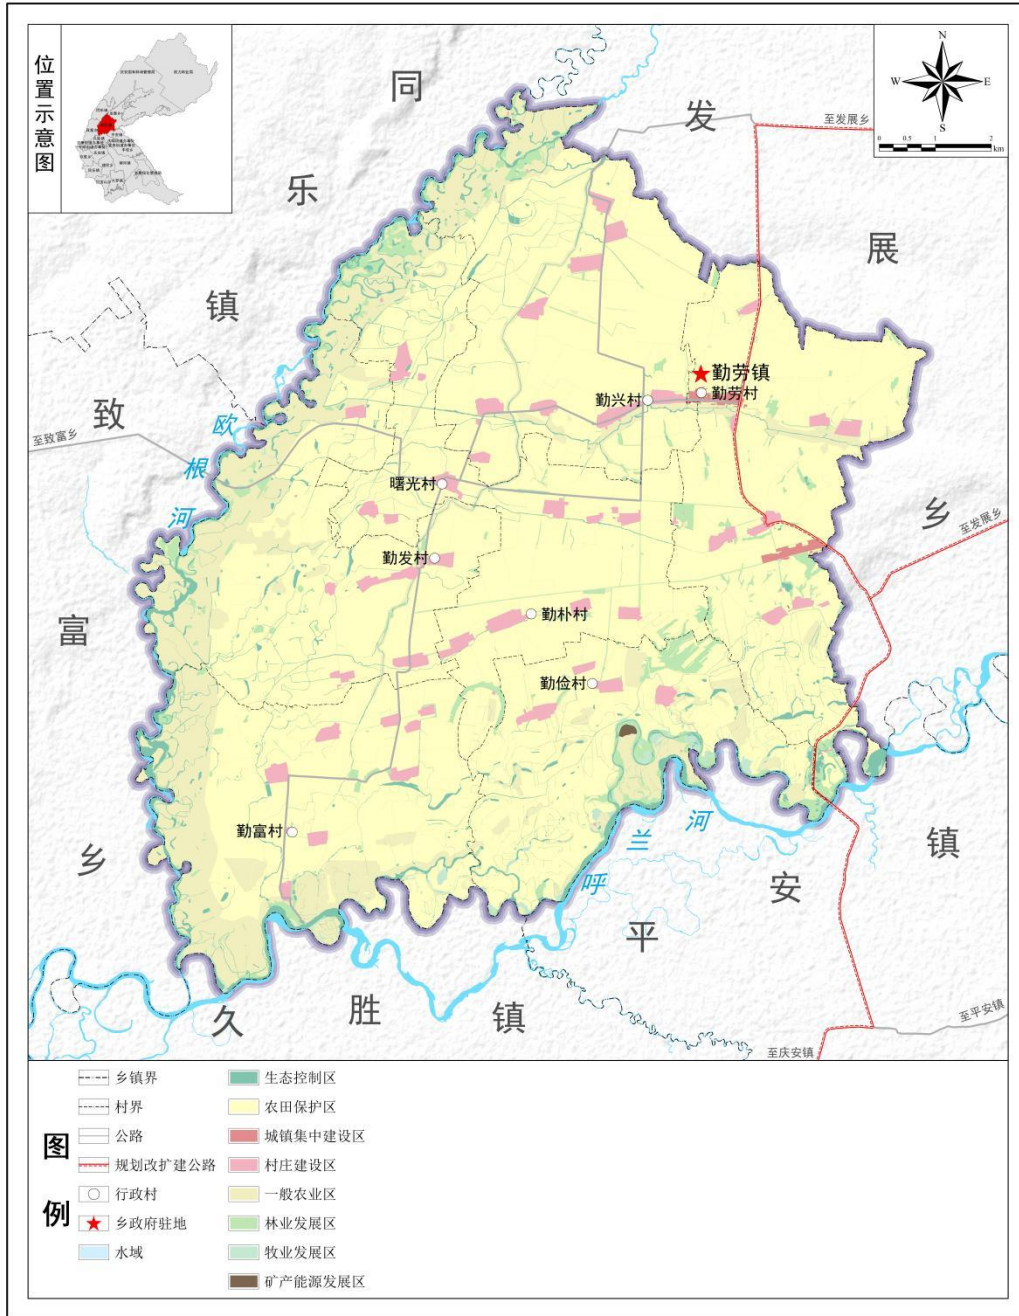 位置示意图
N
W
E
S
0 0.5 1 2
km
同
乐
镇
发
展
乡
致
富
乡
久
胜
镇
平
安
镇
至发展乡
至致富乡
至发展乡
至平安镇
至庆安镇
欧
根
河
呼
兰
河
勤劳镇
勤劳村
勤兴村
曙光村
勤发村
勤朴村
勤俭村
勤富村
图例
乡镇界
村界
公路
规划改扩建公路
行政村
乡政府驻地
水域
生态控制区
农田保护区
城镇集中建设区
村庄建设区
一般农业区
林业发展区
牧业发展区
矿产能源发展区